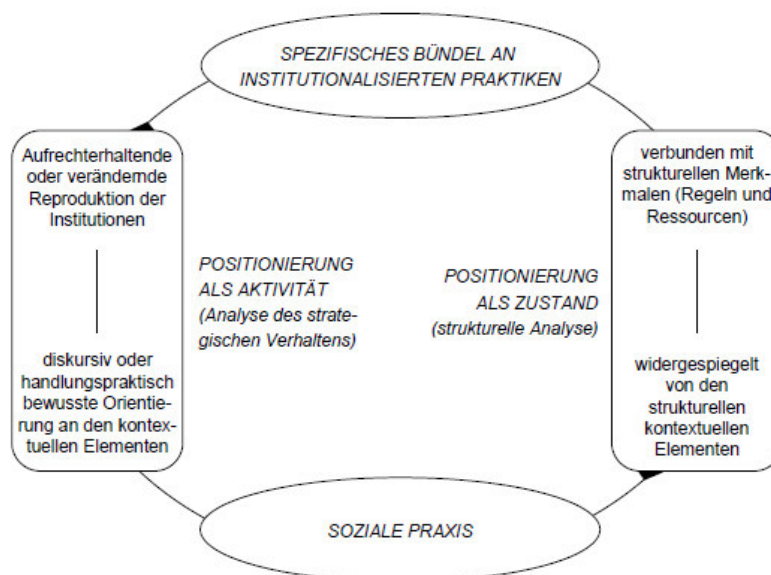 SPEZIFISCHES BÜNDEL AN
INSTITUTIONALISIERTEN PRAKTIKEN
Aufrechterhaltende
oder verändernde
Reproduktion der
Institutionen
diskursiv oder
handlungspraktisch
bewusste Orientie-
rung an den kontex-
tuellen Elementen
POSITIONIERUNG
ALS AKTIVITÄT
(Analyse des strate-
gischen Verhaltens)
POSITIONIERUNG
ALS ZUSTAND
(strukturelle Analyse)
verbunden mit
strukturellen Merk-
malen (Regeln und
Ressourcen)
widergespiegelt
von den
strukturellen
kontextuellen
Elementen
SOZIALE PRAXIS